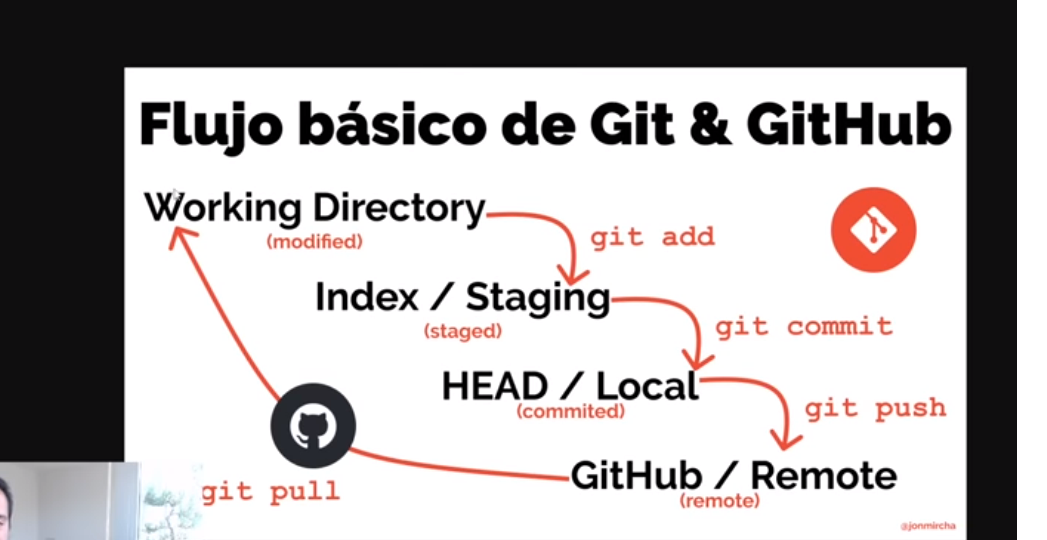 Flujo básico de Git & GitHub
Working Directory
(modified)
git add
Index / Staging
(staged)
git commit
HEAD / Local
(commited)
git push
GitHub / Remote
(remote)
git pull
@jonmircha